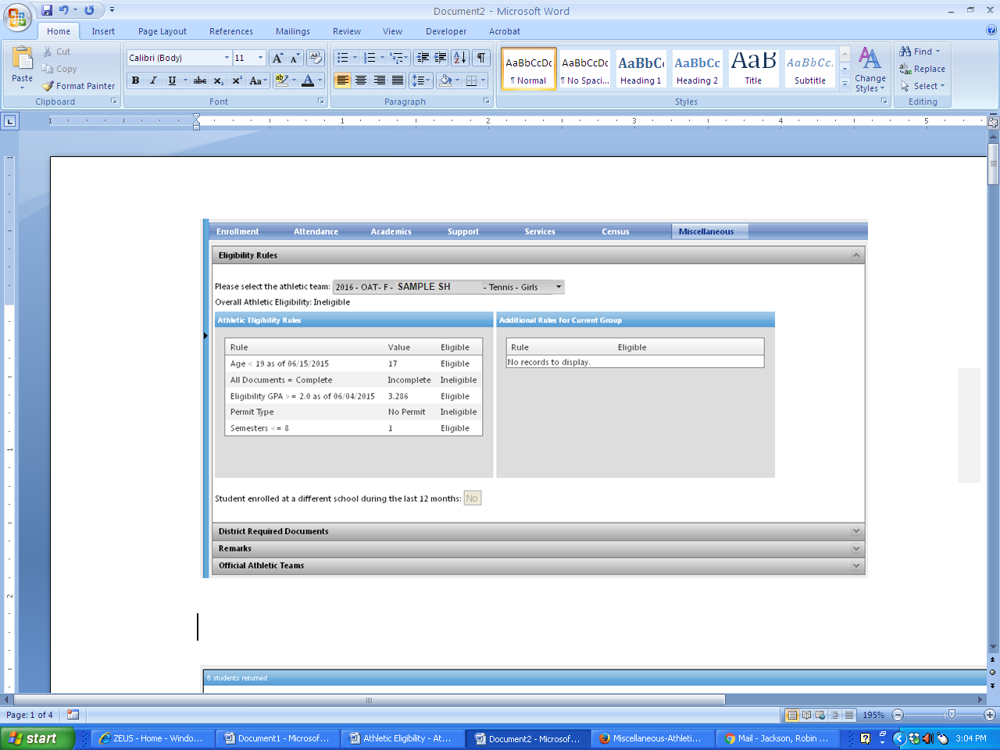 Document2 - Microsoft Word
Home Insert Page Layout References Mailings Review View Developer Acrobat
Paste
Cut
Copy
Format Painter
Clipboard
Calibri (Body) 11
B I U abc x₂ x² Aa
Font
Paragraph
AaBbCcDc AaBbCcDc AaBbCc AaBbCc AaB AaBbCc.
¶ Normal ¶ No Spaci... Heading 1 Heading 2 Title Subtitle
Change Styles
Styles
Find
Replace
Select
Editing
1 1 2 3 4 5
Enrollment Attendance Academics Support Services Census Miscellaneous
Eligibility Rules
Please select the athletic team: 2016 - OAT- F - SAMPLE SH - Tennis - Girls
Overall Athletic Eligibility: Ineligible
Athletic Eligibility Rules Additional Rules For Current Group
Rule Value Eligible
Age < 19 as of 06/15/2015 17 Eligible
All Documents = Complete Incomplete Ineligible
Eligibility GPA >= 2.0 as of 06/04/2015 3.286 Eligible
Permit Type No Permit Ineligible
Semesters <= 8 1 Eligible
Rule Eligible
No records to display.
Student enrolled at a different school during the last 12 months: No
District Required Documents
Remarks
Official Athletic Teams
6 students returned
Page: 1 of 4 195%
start ZEUS - Home - Windo... Document1 - Microsof... Athletic Eligibility - At... Document2 - Microsof... Miscellaneous-Athleti... Mail - Jackson, Robin ... 3:04 PM